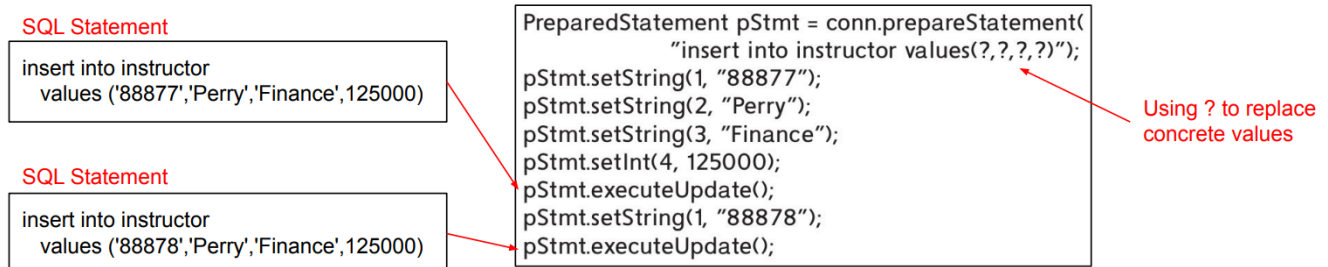 SQL Statement
insert into instructor
values ('88877','Perry','Finance',125000)
SQL Statement
insert into instructor
values ('88878','Perry','Finance',125000)
PreparedStatement pStmt = conn.prepareStatement(
"insert into instructor values(?,?,?,?)");
pStmt.setString(1, "88877");
pStmt.setString(2, "Perry");
pStmt.setString(3, "Finance");
pStmt.setInt(4, 125000);
pStmt.executeUpdate();
pStmt.setString(1, "88878");
pStmt.executeUpdate();
Using ? to replace
concrete values